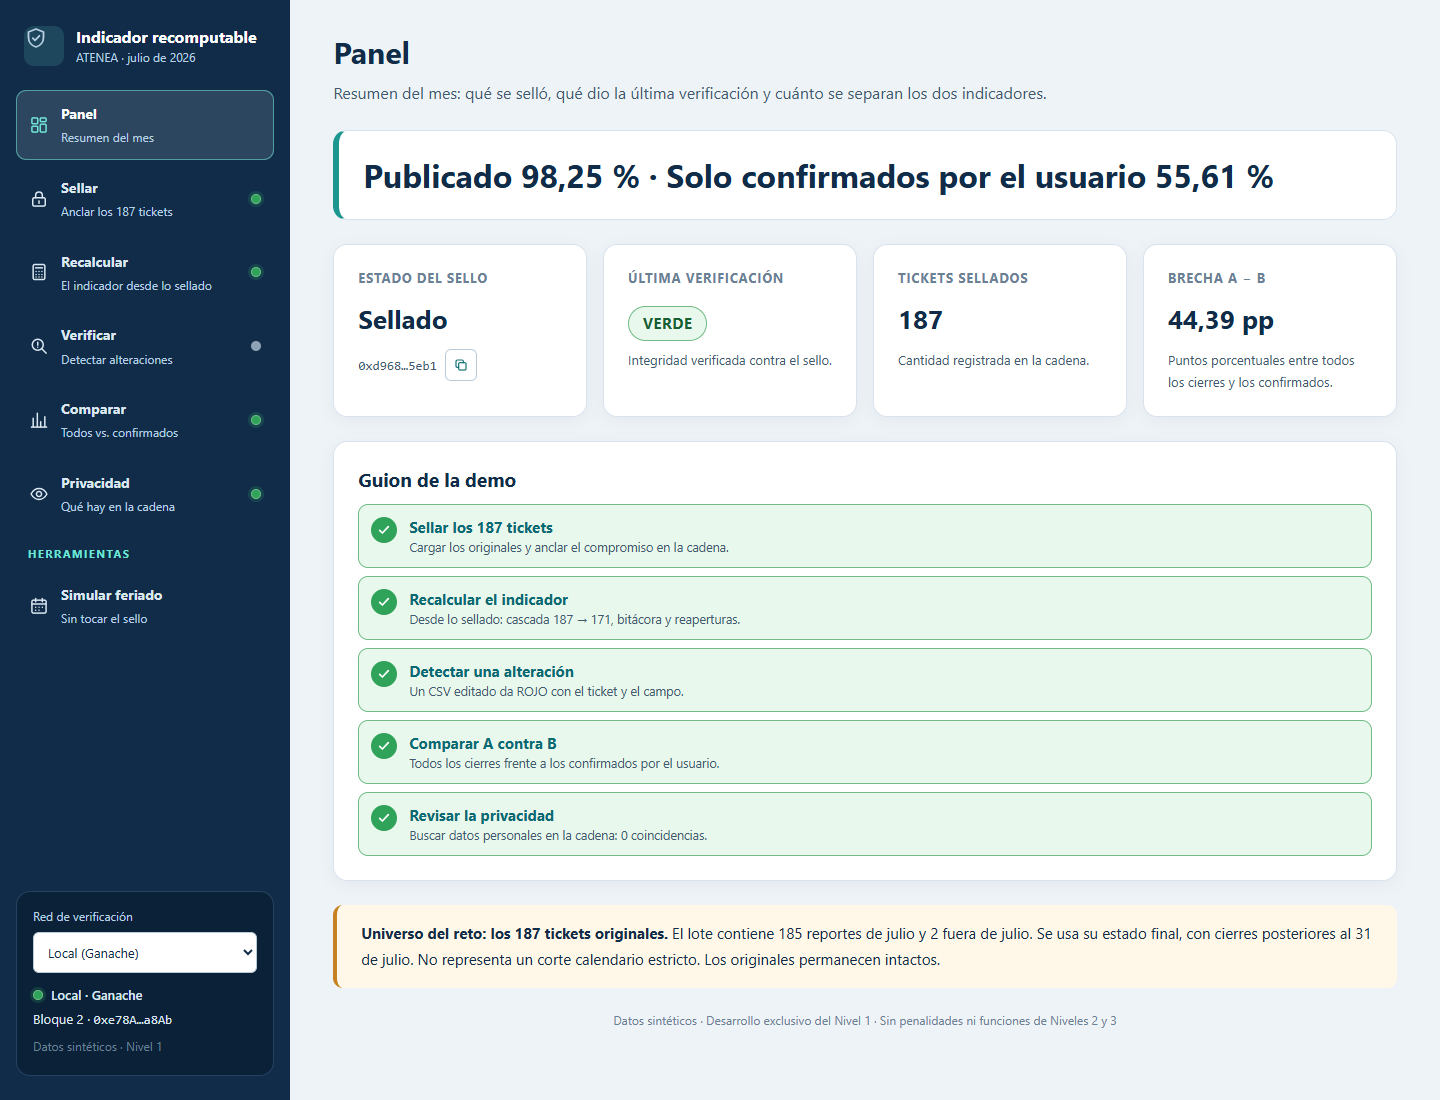 Indicador recomputable
ATENEA · julio de 2026
Panel
Resumen del mes
Sellar
Anclar los 187 tickets
Recalcular
El indicador desde lo sellado
Verificar
Detectar alteraciones
Comparar
Todos vs. confirmados
Privacidad
Qué hay en la cadena
HERRAMIENTAS
Simular feriado
Sin tocar el sello
Red de verificación
Local (Ganache)
Local · Ganache
Bloque 2 · 0xe78A…a8Ab
Datos sintéticos · Nivel 1
Panel
Resumen del mes: qué se selló, qué dio la última verificación y cuánto se separan los dos indicadores.
Publicado 98,25 % · Solo confirmados por el usuario 55,61 %
ESTADO DEL SELLO
Sellado
0xd968…5eb1
ÚLTIMA VERIFICACIÓN
VERDE
Integridad verificada contra el sello.
TICKETS SELLADOS
187
Cantidad registrada en la cadena.
BRECHA A – B
44,39 pp
Puntos porcentuales entre todos
los cierres y los confirmados.
Guion de la demo
Sellar los 187 tickets
Cargar los originales y anclar el compromiso en la cadena.
Recalcular el indicador
Desde lo sellado: cascada 187 → 171, bitácora y reaperturas.
Detectar una alteración
Un CSV editado da ROJO con el ticket y el campo.
Comparar A contra B
Todos los cierres frente a los confirmados por el usuario.
Revisar la privacidad
Buscar datos personales en la cadena: 0 coincidencias.
Universo del reto: los 187 tickets originales. El lote contiene 185 reportes de julio y 2 fuera de julio. Se usa su estado final, con cierres posteriores al 31
de julio. No representa un corte calendario estricto. Los originales permanecen intactos.
Datos sintéticos · Desarrollo exclusivo del Nivel 1 · Sin penalidades ni funciones de Niveles 2 y 3